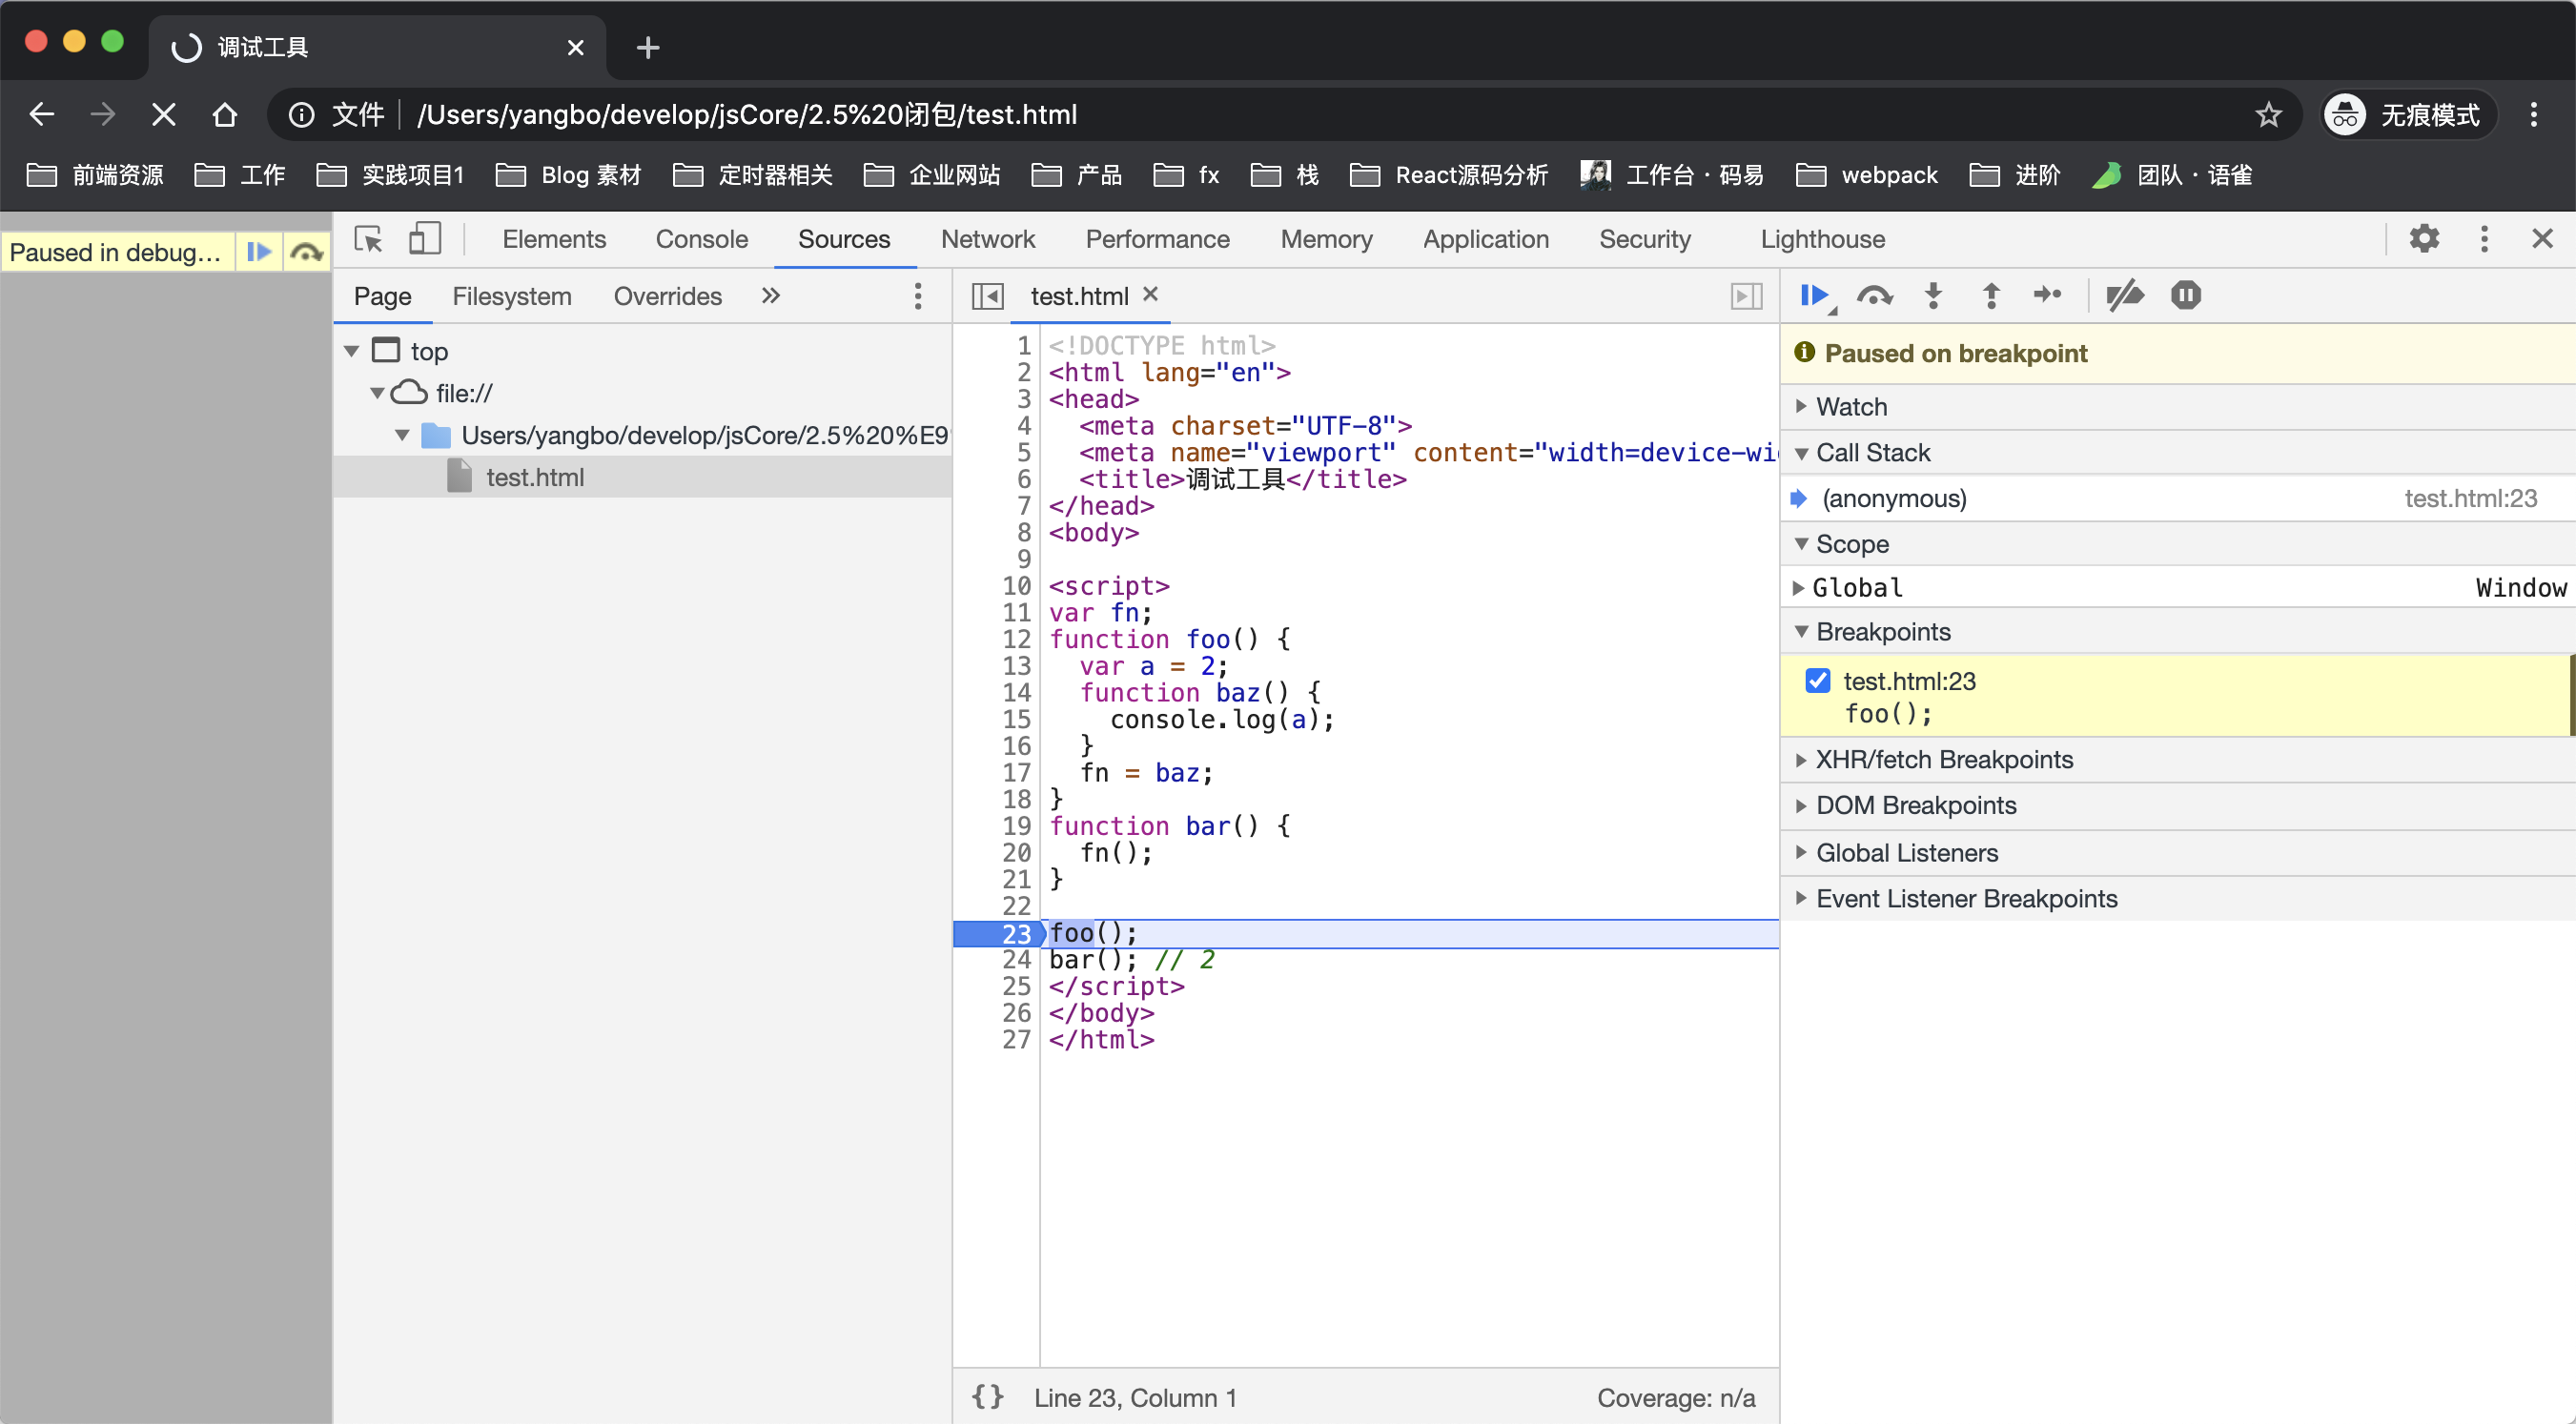 调试工具
文件 /Users/yangbo/develop/jsCore/2.5%20闭包/test.html 无痕模式
前端资源 工作 实践项目1 Blog 素材 定时器相关 企业网站 产品 fx 栈 React源码分析 工作台 · 码易 webpack 进阶 团队 · 语雀
Paused in debug...
Elements Console Sources Network Performance Memory Application Security Lighthouse
Page Filesystem Overrides »
top
file://
Users/yangbo/develop/jsCore/2.5%20%E9
test.html
test.html
1 <!DOCTYPE html>
2 <html lang="en">
3 <head>
4   <meta charset="UTF-8">
5   <meta name="viewport" content="width=device-wi
6   <title>调试工具</title>
7 </head>
8 <body>
9
10 <script>
11 var fn;
12 function foo() {
13   var a = 2;
14   function baz() {
15     console.log(a);
16   }
17   fn = baz;
18 }
19 function bar() {
20   fn();
21 }
22
23 foo();
24 bar(); // 2
25 </script>
26 </body>
27 </html>
{} Line 23, Column 1 Coverage: n/a
Paused on breakpoint
Watch
Call Stack
(anonymous) test.html:23
Scope
Global Window
Breakpoints
test.html:23
foo();
XHR/fetch Breakpoints
DOM Breakpoints
Global Listeners
Event Listener Breakpoints